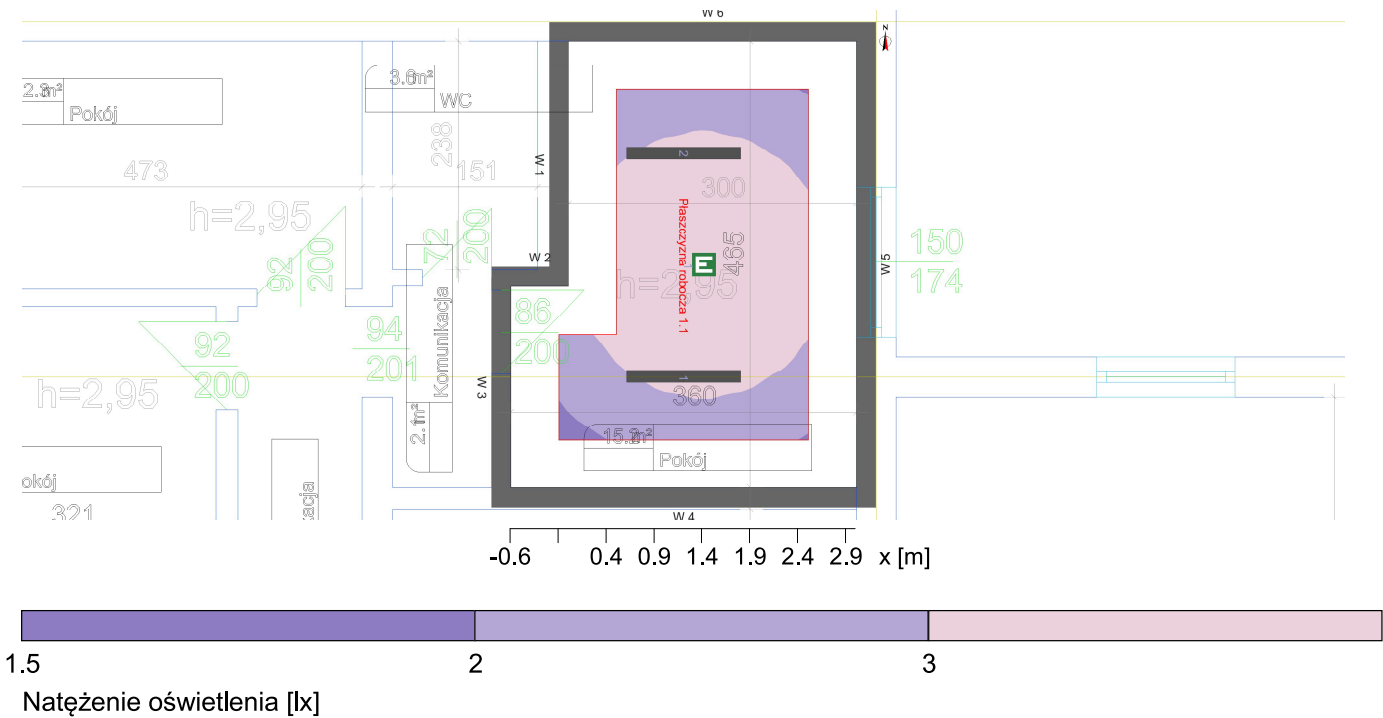 W 6
z
3.6m²
WC
Pokój
473
238
151
W 1
h=2,95
2
300
Płaszczyzna robocza 1.1
465
E
h=2,95
W 5
150
174
92
200
72
200
W 2
86
200
Komunikacja
94
201
92
200
h=2,95
W 3
1
360
2.1m²
Pokój
okój
321
kacja
W 4
-0.6 0.4 0.9 1.4 1.9 2.4 2.9 x [m]
1.5 2 3
Natężenie oświetlenia [lx]